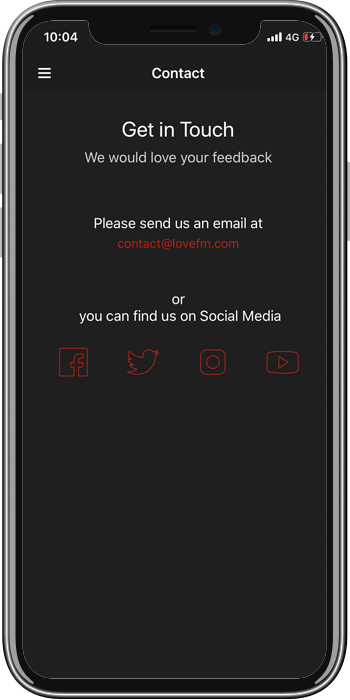 10:04
4G
Contact
Get in Touch
We would love your feedback
Please send us an email at
contact@lovefm.com
or
you can find us on Social Media